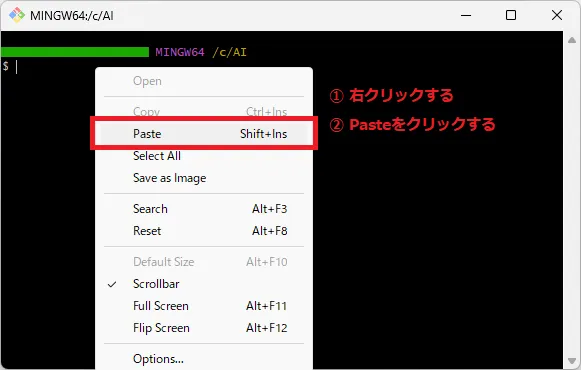 MINGW64:/c/AI
MINGW64 /c/AI
$
Open
Copy Ctrl+Ins
Paste Shift+Ins
Select All
Save as Image
Search Alt+F3
Reset Alt+F8
Default Size Alt+F10
Scrollbar
Full Screen Alt+F11
Flip Screen Alt+F12
Options...
① 右クリックする
② Pasteをクリックする